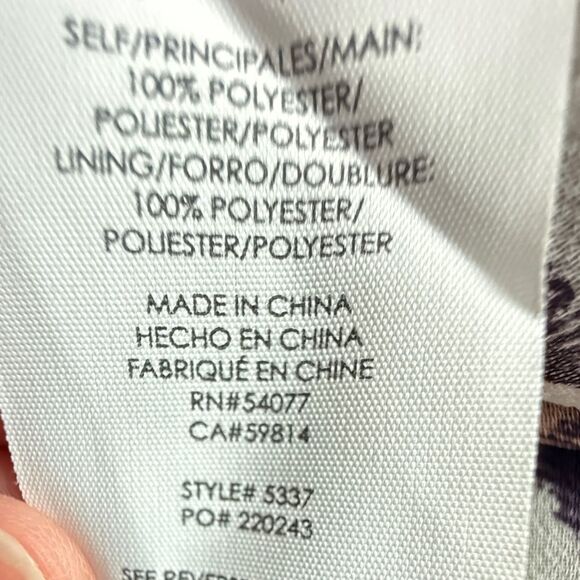 SELF/PRINCIPALES/MAIN:
100% POLYESTER/
POLIESTER/POLYESTER
LINING/FORRO/DOUBLURE:
100% POLYESTER/
POLIESTER/POLYESTER
MADE IN CHINA
HECHO EN CHINA
FABRIQUÉ EN CHINE
RN#54077
CA#59814
STYLE# 5337
PO# 220243
SEE